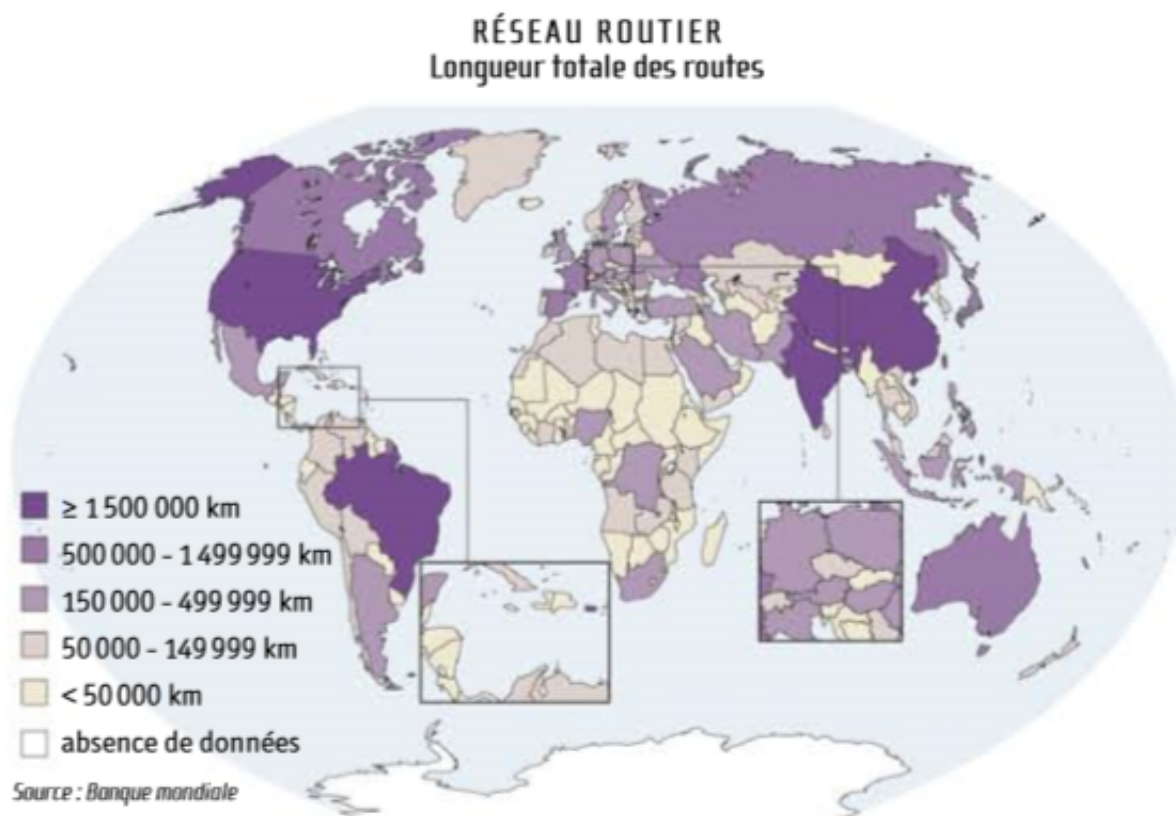 RÉSEAU ROUTIER
Longueur totale des routes
≥ 1 500 000 km
500 000 - 1 499 999 km
150 000 - 499 999 km
50 000 - 149 999 km
< 50 000 km
absence de données
Source : Banque mondiale